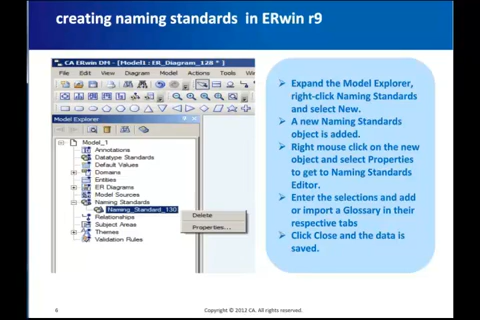 creating naming standards in ERwin r9
CA ERwin DM - [Model1 : ER_Diagram_128 * ]
File Edit View Diagram Model Actions Tools
Model Explorer
Model_1
Annotations
Datatype Standards
Default Values
Domains
Entities
ER Diagrams
Model Sources
Naming Standards
Naming_Standard_130
Relationships
Subject Areas
Themes
Validation Rules
Delete
Properties...
Expand the Model Explorer,
right-click Naming Standards
and select New.
A new Naming Standards
object is added.
Right mouse click on the new
object and select Properties
to get to Naming Standards
Editor.
Enter the selections and add
or import a Glossary in their
respective tabs
Click Close and the data is
saved.
6
Copyright © 2012 CA. All rights reserved.